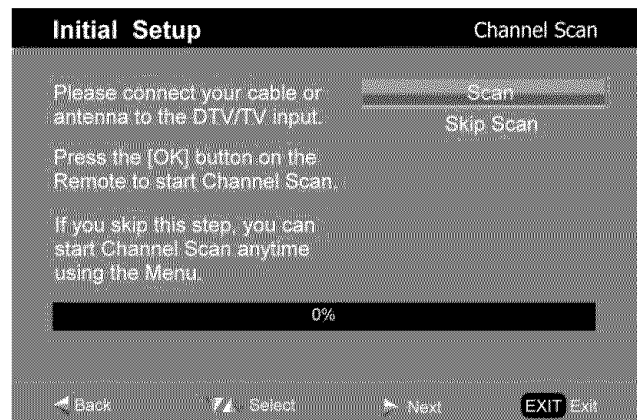 Initial Setup
Channel Scan
Please connect your cable or
antenna to the DTV/TV input.
Press the [OK] button on the
Remote to start Channel Scan.
If you skip this step, you can
start Channel Scan anytime
using the Menu.
Scan
Skip Scan
0%
Back
Select
Next
EXIT Exit